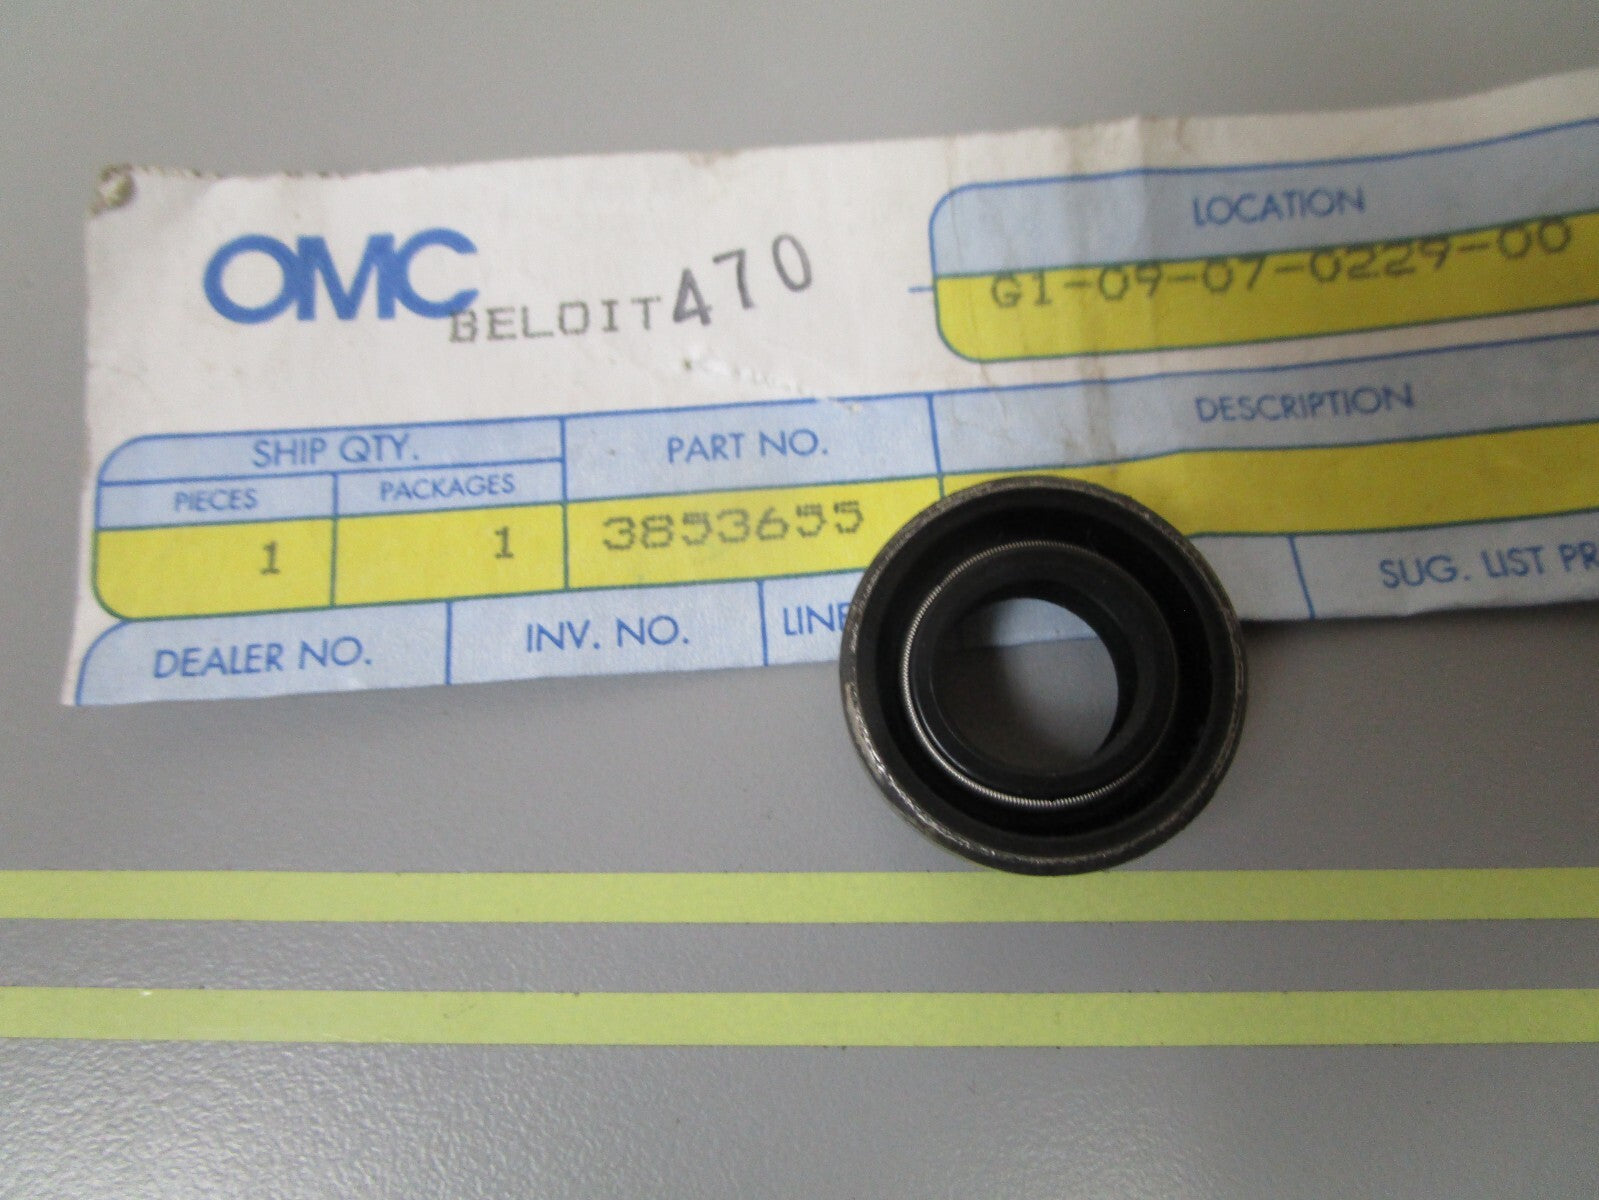 OMC
BELOIT 470
LOCATION
G1-09-07-0229-00
SHIP QTY.
PART NO.
DESCRIPTION
PIECES
PACKAGES
1
1
3853655
DEALER NO.
INV. NO.
LINE
SUG. LIST PR